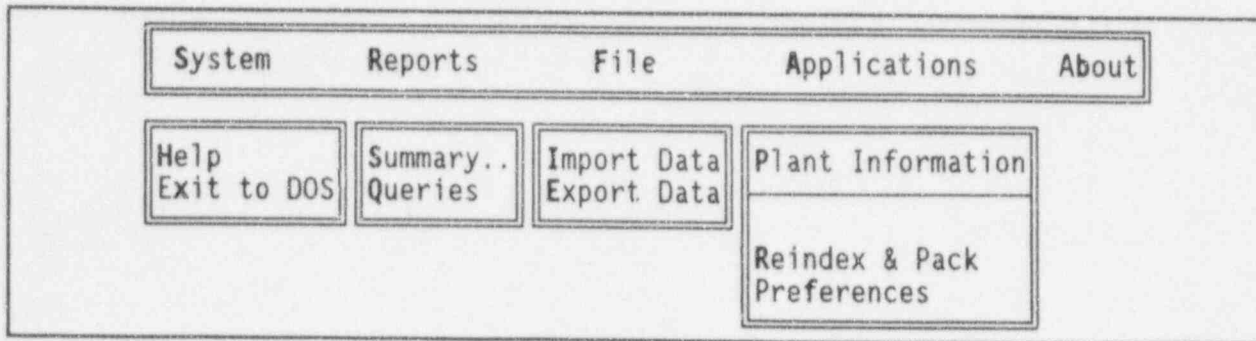 System Reports File Applications About
Help
Exit to DOS
Summary..
Queries
Import Data
Export Data
Plant Information
Reindex & Pack
Preferences